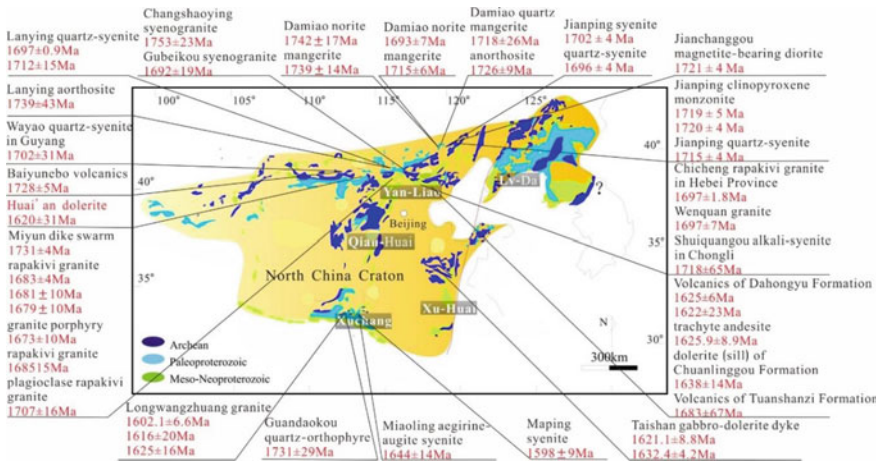 Changshaoying
syenogranite
1753±23Ma
Gubeikou syenogranite
1692±19Ma
Damiao norite
1742±17Ma
mangerite
1739±14Ma
Damiao norite
1693±7Ma
mangerite
1715±6Ma
Damiao quartz
mangerite
1718±26Ma
anorthosite
1726±9Ma
Jianping syenite
1702±4Ma
quartz-syenite
1696±4 Ma
Lanying quartz-syenite
1697±0.9Ma
1712±15Ma
Lanying aorthosite
1739±43Ma
Wayao quartz-syenite
in Guyang
1702±31Ma
Baiyunebo volcanics
1728±5Ma
Huai' an dolerite
1620±31Ma
Miyun dike swarm
1731±4Ma
rapakivi granite
1683±4Ma
1681±10Ma
1679±10Ma
granite porphyry
1673±10Ma
rapakivi granite
168515Ma
plagioclase rapakivi
granite
1707±16Ma
Jianchanggou
magnetite-bearing diorite
1721±4 Ma
Jianping clinopyroxene
monzonite
1719±5 Ma
1720±4 Ma
Jianping quartz-syenite
1715±4 Ma
Chicheng rapakivi granite
in Hebei Province
1697±1.8Ma
Wenquan granite
1697±7Ma
Shuiquangou alkali-syenite
in Chongli
1718±65Ma
Volcanics of Dahongyu Formation
1625±6Ma
1622±23Ma
trachyte andesite
1625.9±8.9Ma
dolerite (sill) of
Chuanlinggou Formation
1638±14Ma
Volcanics of Tuanshanzi Formation
1683±67Ma
100°
105°
110°
115°
120°
125°
40°
40°
35°
35°
30°
Lv-Da
?
Yan-Liao
Beijing
Qian-Huai
North China Craton
Xu-Huai
Xuchang
N
300km
Archean
Paleoproterozoic
Meso-Neoproterozoic
Longwangzhuang granite
1602.1±6.6Ma
1616±20Ma
1625±16Ma
Guandaokou
quartz-orthophyre
1731±29Ma
Miaoling aegirine-
augite syenite
1644±14Ma
Maping
syenite
1598±9Ma
Taishan gabbro-dolerite dyke
1621.1±8.8Ma
1632.4±4.2Ma